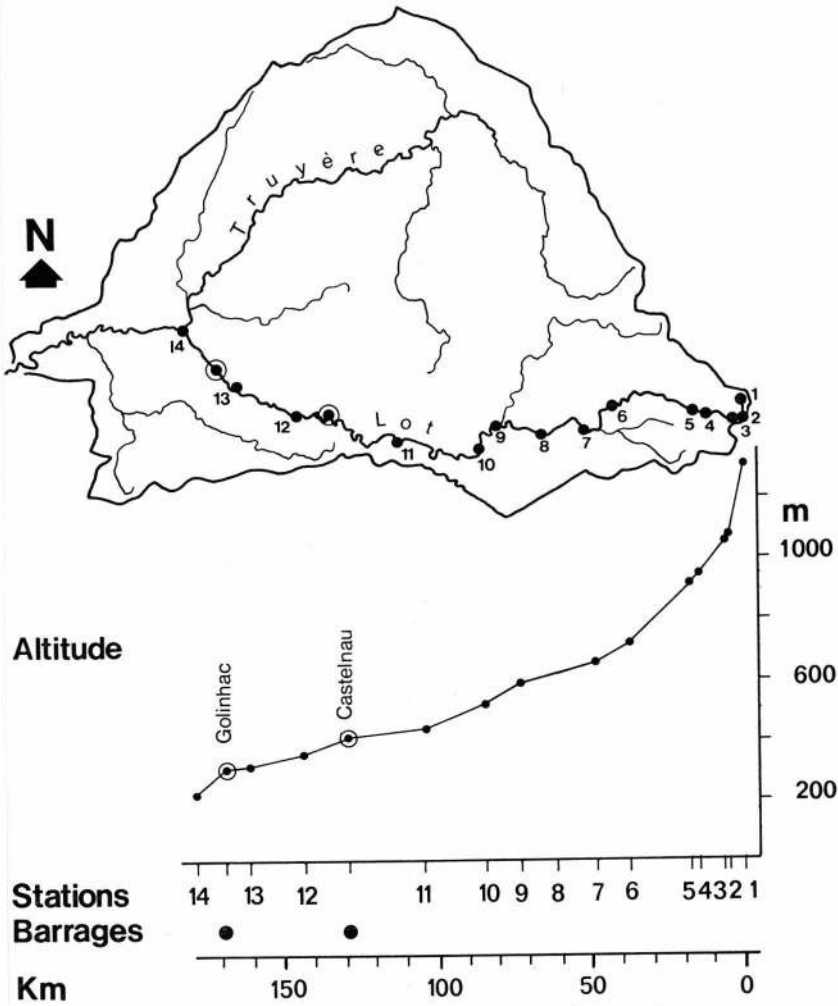 Truyère
N
14
13
12
Lot
11
10
9
8
7
6
5 4
1
2
3
m
1000
600
200
Altitude
Golinhac
Castelnau
Stations 14 13 12 11 10 9 8 7 6 5 4 3 2 1
Barrages
Km 150 100 50 0